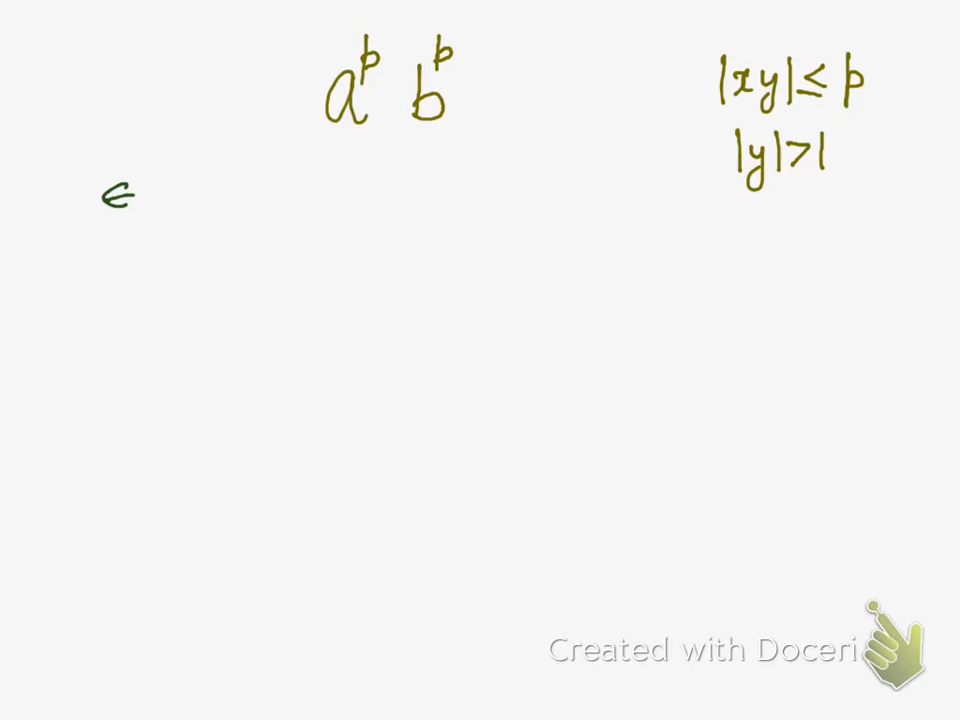 a^p b^p
|xy| ≤ p
|y| > 1
∈
Created with Doceri